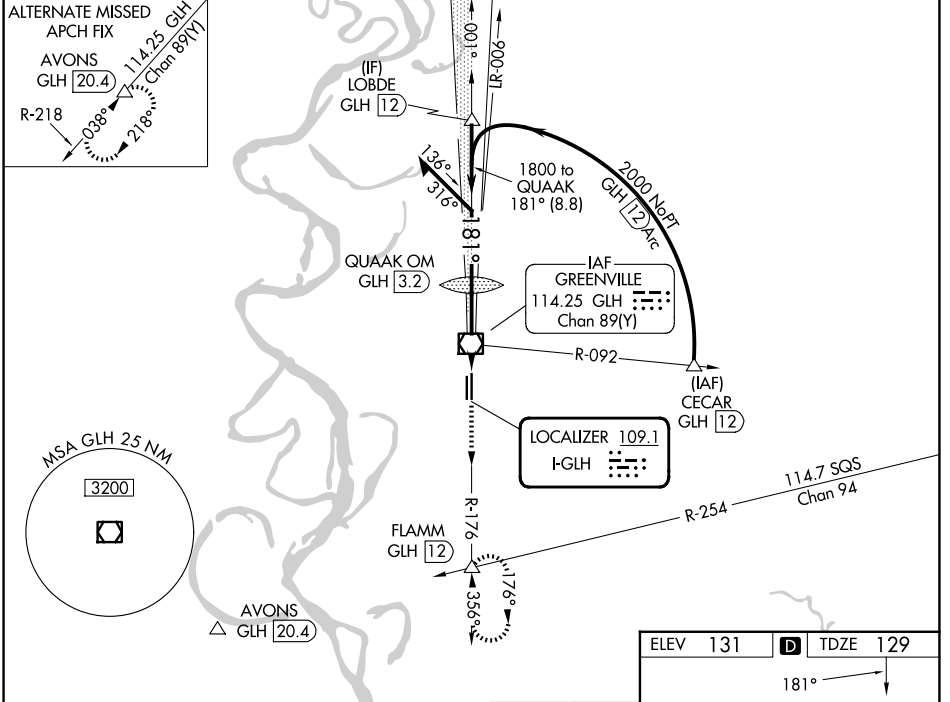 ALTERNATE MISSED
APCH FIX
AVONS
GLH 20.4
114.25 GLH
Chan 89(Y)
R-218
038°
218°
(IF)
LOBDE
GLH 12
001°
LR-006
136°
316°
1800 to
QUAAK
181° (8.8)
2000 NoPT
GLH 12 Arc
181°
QUAAK OM
GLH 3.2
IAF
GREENVILLE
114.25 GLH
Chan 89(Y)
R-092
(IAF)
CECAR
GLH 12
LOCALIZER 109.1
I-GLH
MSA GLH 25 NM
3200
R-176
FLAMM
GLH 12
R-254
114.7 SQS
Chan 94
176°
356°
AVONS
GLH 20.4
ELEV 131 D TDZE 129
181°